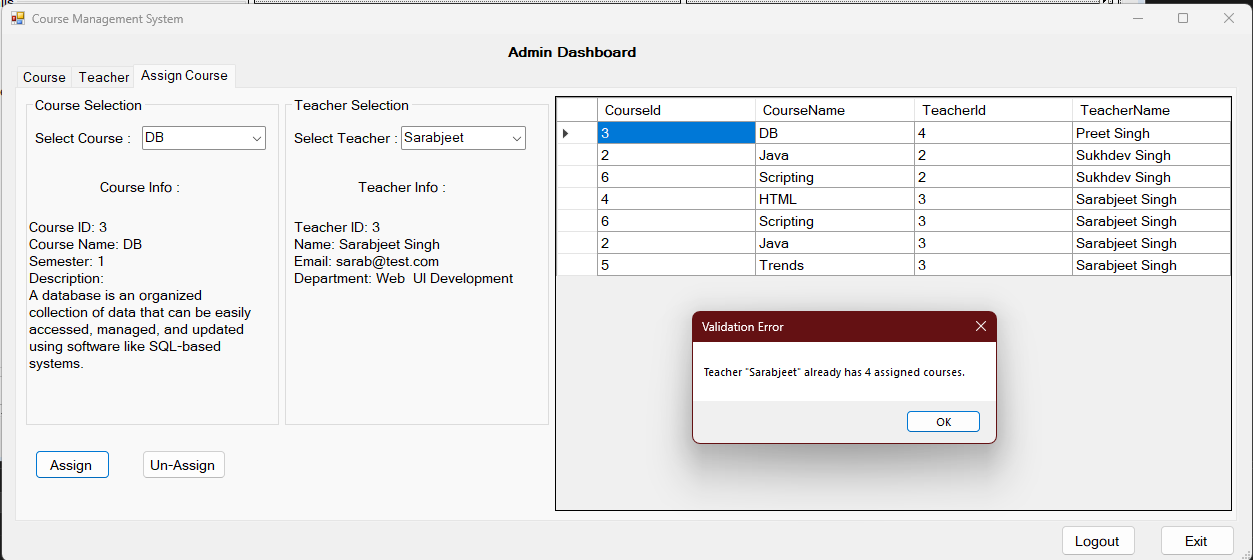 Course Management System
Admin Dashboard
Course Teacher Assign Course
Course Selection
Select Course : DB
Course Info :
Course ID: 3
Course Name: DB
Semester: 1
Description:
A database is an organized
collection of data that can be easily
accessed, managed, and updated
using software like SQL-based
systems.
Teacher Selection
Select Teacher : Sarabjeet
Teacher Info :
Teacher ID: 3
Name: Sarabjeet Singh
Email: sarab@test.com
Department: Web  UI Development
Assign Un-Assign
CourseId CourseName TeacherId TeacherName
3 DB 4 Preet Singh
2 Java 2 Sukhdev Singh
6 Scripting 2 Sukhdev Singh
4 HTML 3 Sarabjeet Singh
6 Scripting 3 Sarabjeet Singh
2 Java 3 Sarabjeet Singh
5 Trends 3 Sarabjeet Singh
Validation Error
Teacher "Sarabjeet" already has 4 assigned courses.
OK
Logout Exit